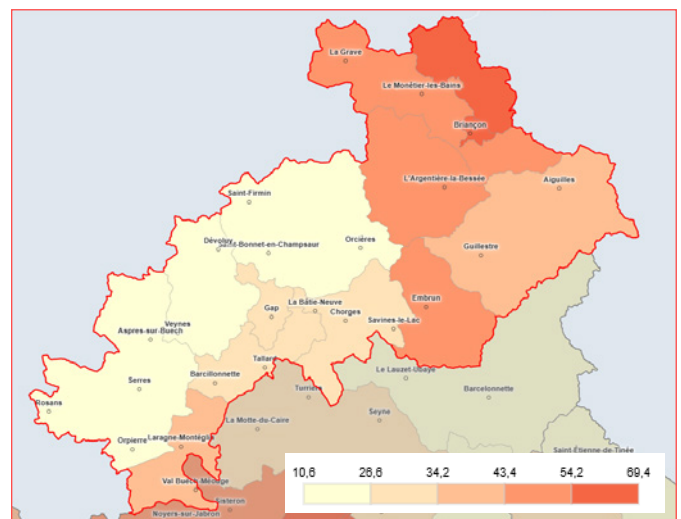 La Grave
Le Monêtier-les-Bains
Briançon
L'Argentière-la-Bessée
Aiguilles
Saint-Firmin
Dévoluy
Saint-Bonnet-en-Champsaur
Orcières
Guillestre
Embrun
La Bâtie-Neuve
Gap
Chorges
Savines-le-Lac
Veynes
Aspres-sur-Buëch
Tallard
Barcillonnette
Le Lauzet-Ubaye
Serres
Turriers
Barcelonnette
Rosans
La Motte-du-Caire
Seyne
Orpierre
Laragne-Montéglin
Saint-Étienne-de-Tinée
10,6 26,6 34,2 43,4 54,2 69,4
Val Buëch-Méouge
Sisteron
Noyers-sur-Jabron